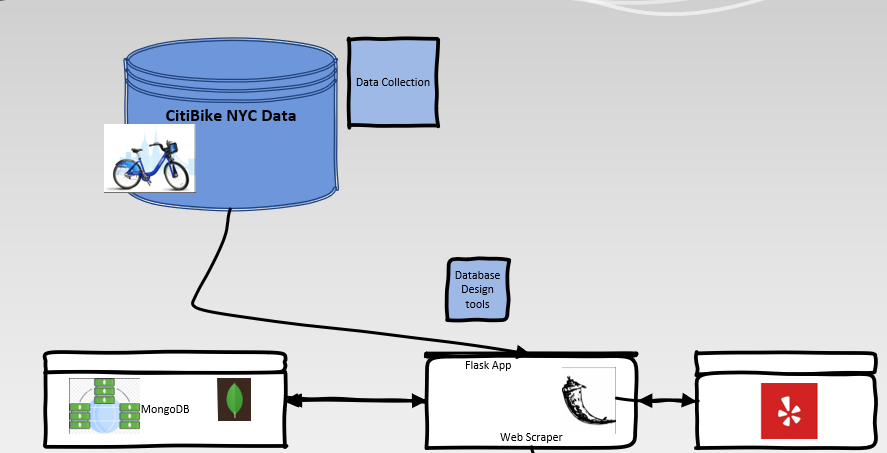 Data Collection
CitiBike NYC Data
Database
Design
tools
Flask App
MongoDB
Web Scraper